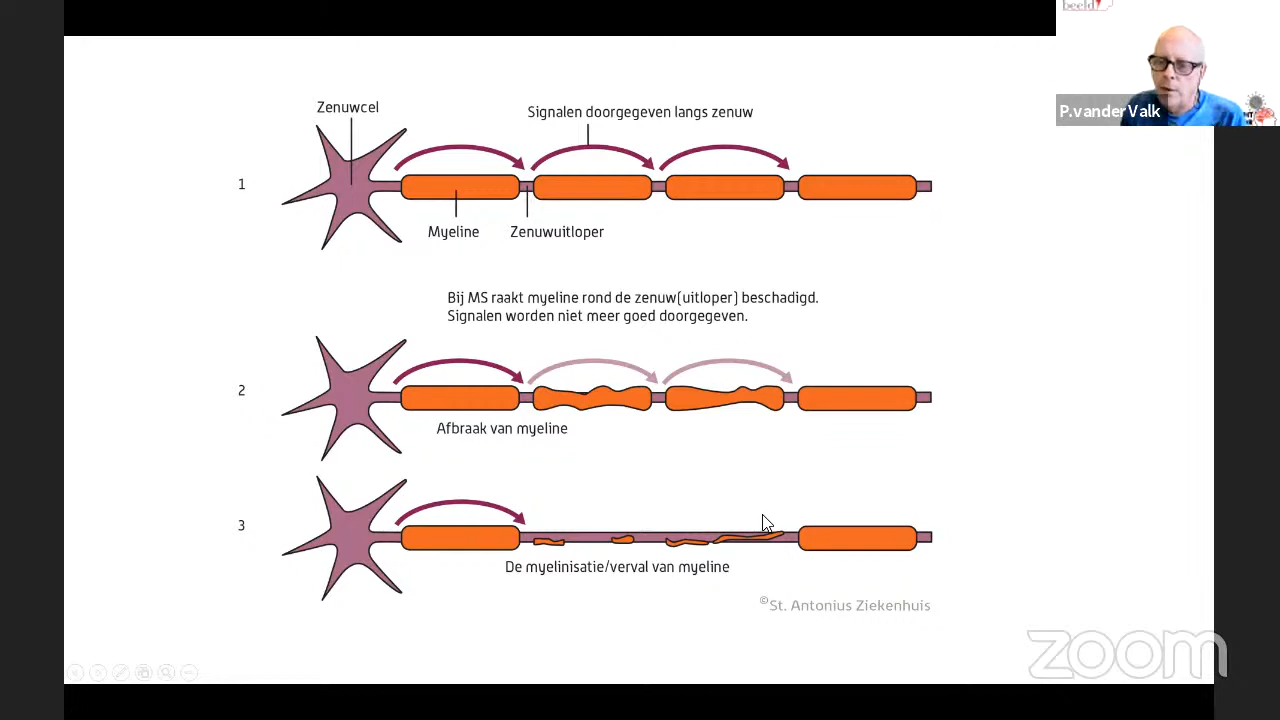 beeld
P.vander Valk
Zenuwcel
Signalen doorgegeven langs zenuw
1
Myeline
Zenuwuitloper
Bij MS raakt myeline rond de zenuw(uitloper) beschadigd.
Signalen worden niet meer goed doorgegeven.
2
Afbraak van myeline
3
De myelinisatie/verval van myeline
©St. Antonius Ziekenhuis
zoom